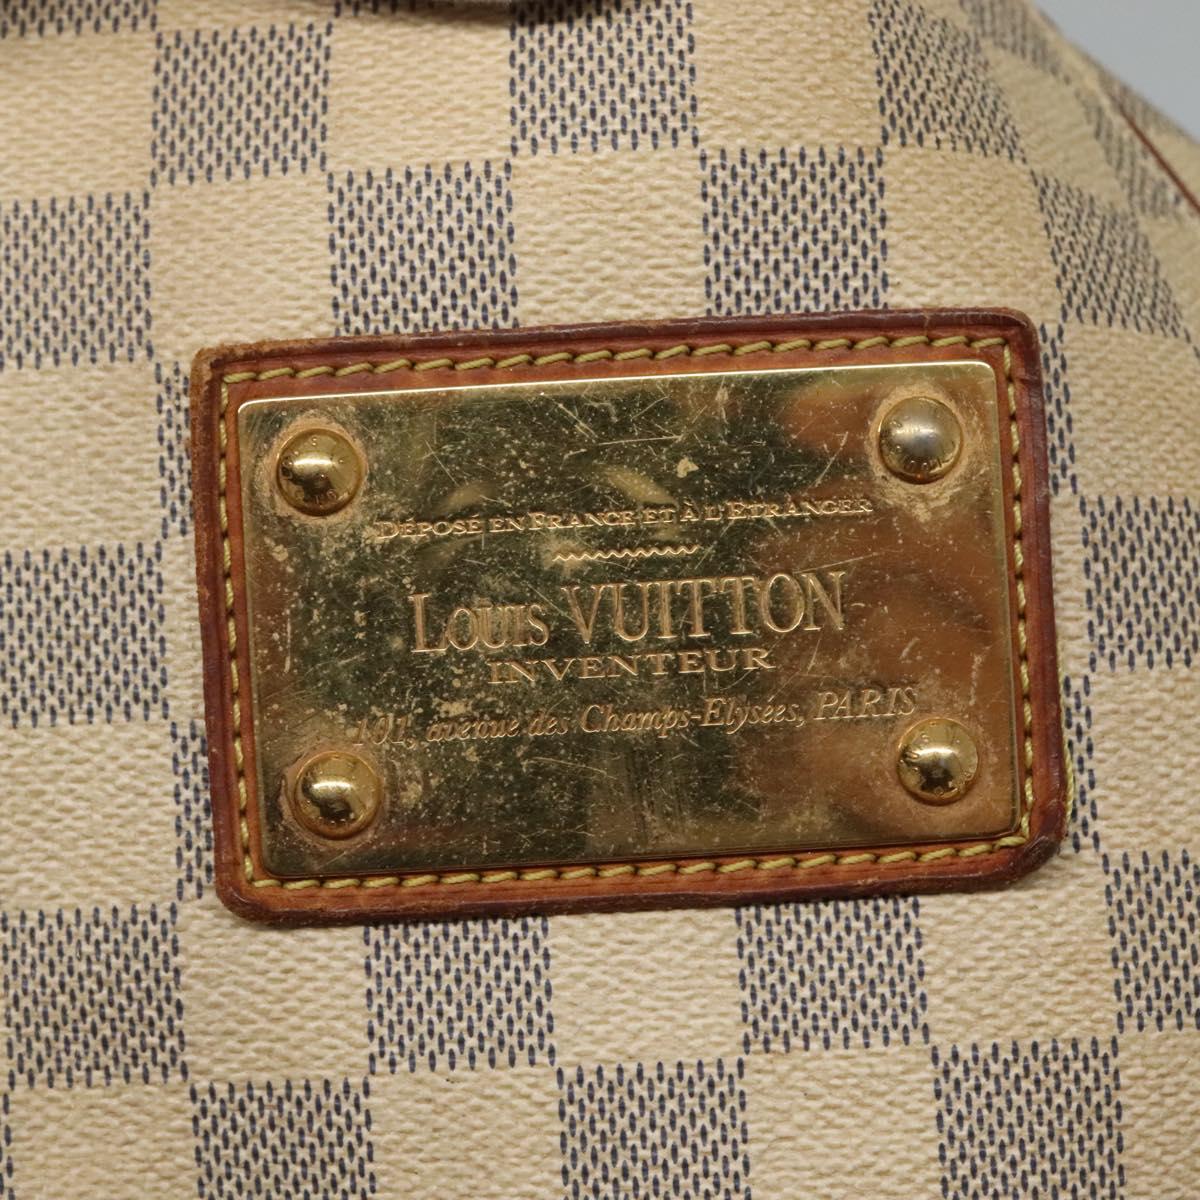 DÉPOSÉ EN FRANCE ET À L'ETRANGER
LOUIS VUITTON
INVENTEUR
101, avenue des Champs-Elysées, PARIS